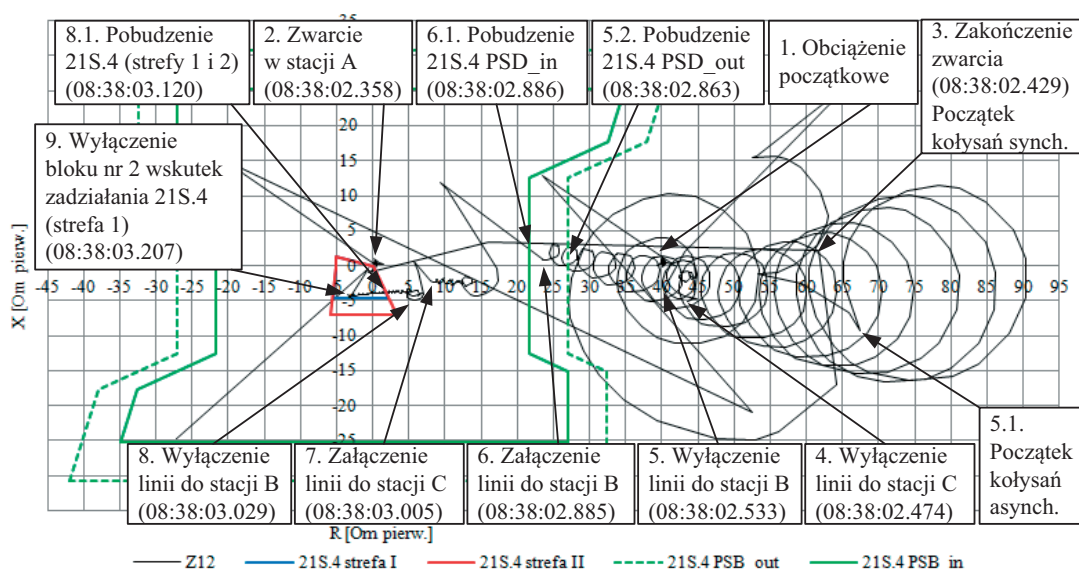 25
8.1. Pobudzenie
21S.4 (strefy 1 i 2)
(08:38:03.120)
2. Zwarcie
w stacji A
(08:38:02.358)
6.1. Pobudzenie
21S.4 PSD_in
(08:38:02.886)
5.2. Pobudzenie
21S.4 PSD_out
(08:38:02.863)
1. Obciążenie
początkowe
3. Zakończenie
zwarcia
(08:38:02.429)
Początek
kołysań synch.
9. Wyłączenie
bloku nr 2 wskutek
zadziałania 21S.4
(strefa 1)
(08:38:03.207)
20
15
10
5
0
-5
-10
-15
-20
-25
X [Om pierw.]
-45 -40 -35 -30 -25 -20 -15 -10 -5 0 5 10 15 20 25 30 35 40 45 50 55 60 65 70 75 80 85 90 95
8. Wyłączenie
linii do stacji B
(08:38:03.029)
7. Załączenie
linii do stacji C
(08:38:03.005)
6. Załączenie
linii do stacji B
(08:38:02.885)
5. Wyłączenie
linii do stacji B
(08:38:02.533)
4. Wyłączenie
linii do stacji C
(08:38:02.474)
5.1.
Początek
kołysań
asynch.
R [Om pierw.]
Z12 21S.4 strefa I 21S.4 strefa II 21S.4 PSB out 21S.4 PSB in